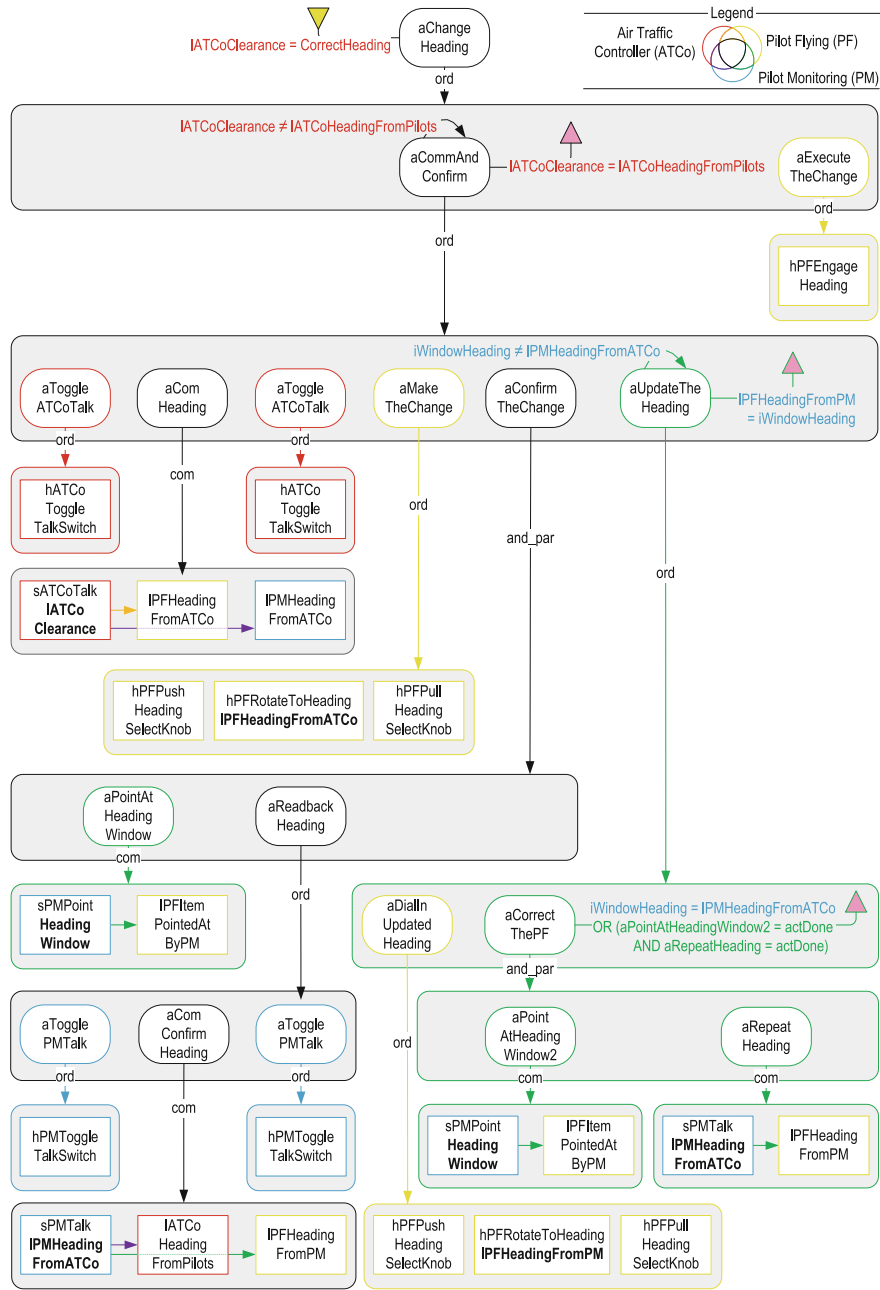 Legend
Air Traffic
Controller (ATCo)
Pilot Flying (PF)
Pilot Monitoring (PM)
lATCoClearance = CorrectHeading
aChange
Heading
ord
lATCoClearance ≠ lATCoHeadingFromPilots
aCommAnd
Confirm
lATCoClearance = lATCoHeadingFromPilots
aExecute
TheChange
ord
ord
hPFEngage
Heading
iWindowHeading ≠ lPMHeadingFromATCo
aToggle
ATCoTalk
aCom
Heading
aToggle
ATCoTalk
aMake
TheChange
aConfirm
TheChange
aUpdateThe
Heading
lPFHeadingFromPM
= iWindowHeading
ord
com
ord
ord
and_par
ord
hATCo
Toggle
TalkSwitch
hATCo
Toggle
TalkSwitch
sATCoTalk
lATCo
Clearance
lPFHeading
FromATCo
lPMHeading
FromATCo
hPFPush
Heading
SelectKnob
hPFRotateToHeading
lPFHeadingFromATCo
hPFPull
Heading
SelectKnob
aPointAt
Heading
Window
aReadback
Heading
com
ord
sPMPoint
Heading
Window
lPFItem
PointedAt
ByPM
aDialIn
Updated
Heading
aCorrect
ThePF
iWindowHeading = lPMHeadingFromATCo
OR (aPointAtHeadingWindow2 = actDone
AND aRepeatHeading = actDone)
and_par
ord
aToggle
PMTalk
aCom
Confirm
Heading
aToggle
PMTalk
ord
com
ord
aPoint
AtHeading
Window2
aRepeat
Heading
com
com
hPMToggle
TalkSwitch
hPMToggle
TalkSwitch
sPMPoint
Heading
Window
lPFItem
PointedAt
ByPM
sPMTalk
lPMHeading
FromATCo
lPFHeading
FromPM
sPMTalk
lPMHeading
FromATCo
lATCo
Heading
FromPilots
lPFHeading
FromPM
hPFPush
Heading
SelectKnob
hPFRotateToHeading
lPFHeadingFromPM
hPFPull
Heading
SelectKnob